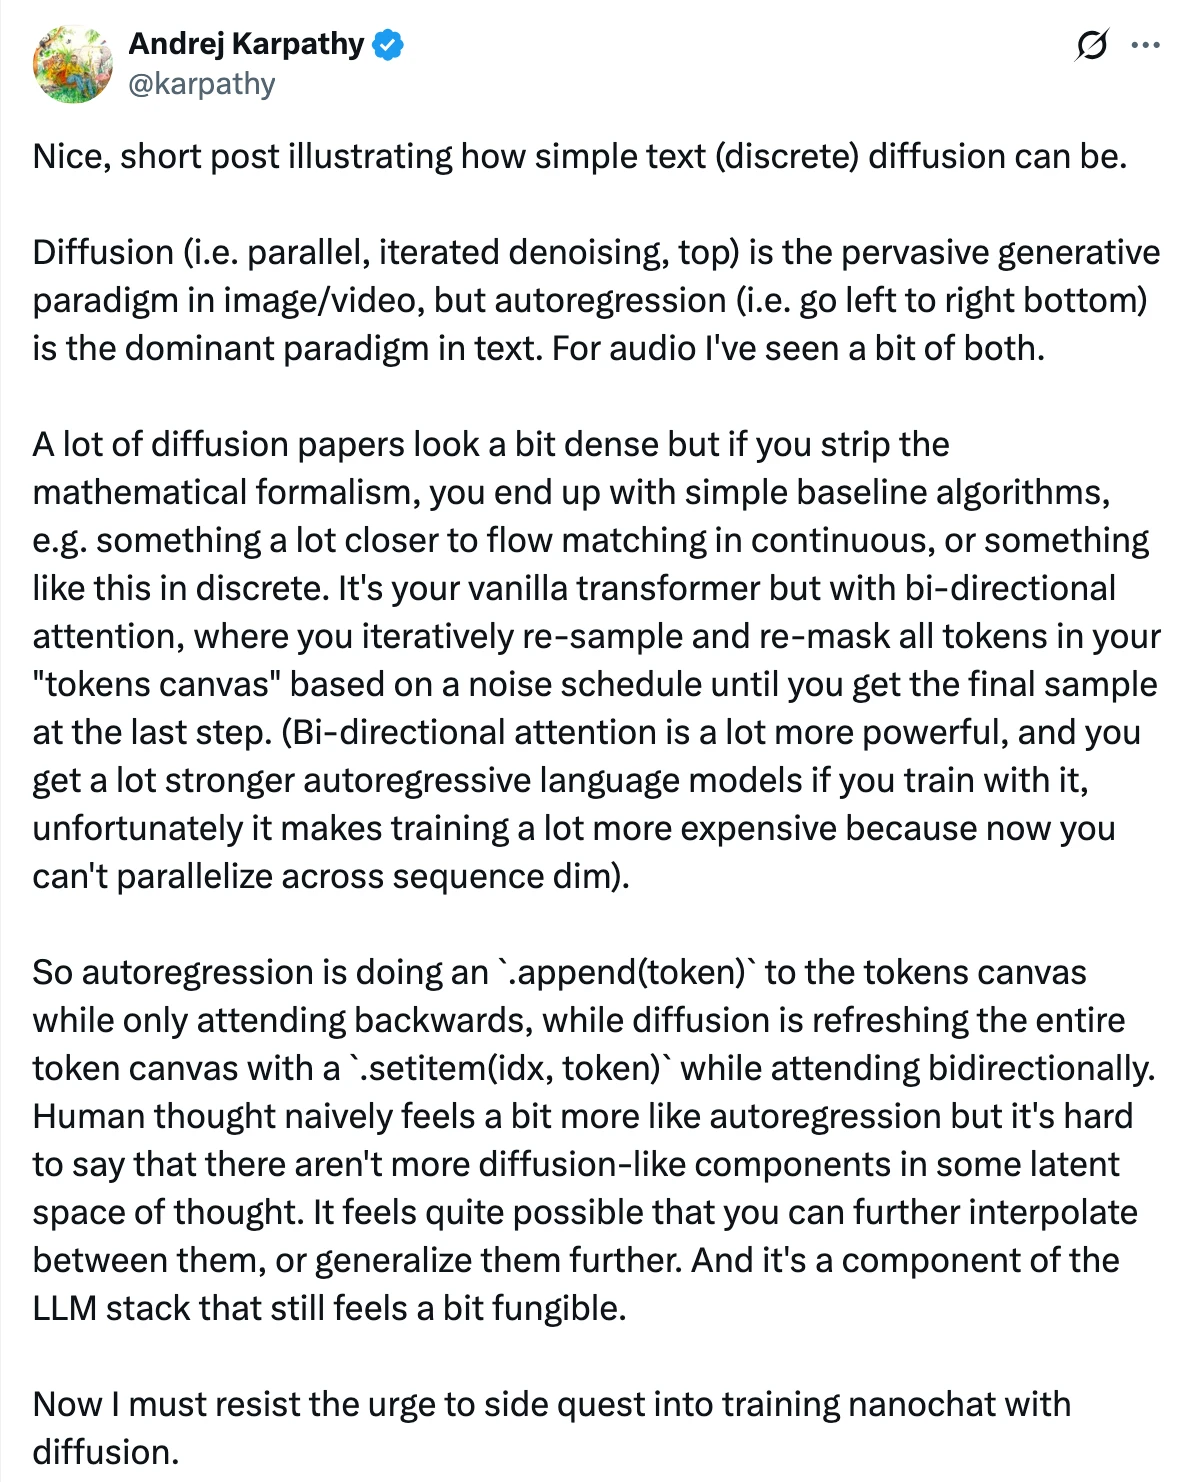 Andrej Karpathy
@karpathy
Nice, short post illustrating how simple text (discrete) diffusion can be.
Diffusion (i.e. parallel, iterated denoising, top) is the pervasive generative
paradigm in image/video, but autoregression (i.e. go left to right bottom)
is the dominant paradigm in text. For audio I've seen a bit of both.
A lot of diffusion papers look a bit dense but if you strip the
mathematical formalism, you end up with simple baseline algorithms,
e.g. something a lot closer to flow matching in continuous, or something
like this in discrete. It's your vanilla transformer but with bi-directional
attention, where you iteratively re-sample and re-mask all tokens in your
"tokens canvas" based on a noise schedule until you get the final sample
at the last step. (Bi-directional attention is a lot more powerful, and you
get a lot stronger autoregressive language models if you train with it,
unfortunately it makes training a lot more expensive because now you
can't parallelize across sequence dim).
So autoregression is doing an `.append(token)` to the tokens canvas
while only attending backwards, while diffusion is refreshing the entire
token canvas with a `.setitem(idx, token)` while attending bidirectionally.
Human thought naively feels a bit more like autoregression but it's hard
to say that there aren't more diffusion-like components in some latent
space of thought. It feels quite possible that you can further interpolate
between them, or generalize them further. And it's a component of the
LLM stack that still feels a bit fungible.
Now I must resist the urge to side quest into training nanochat with
diffusion.